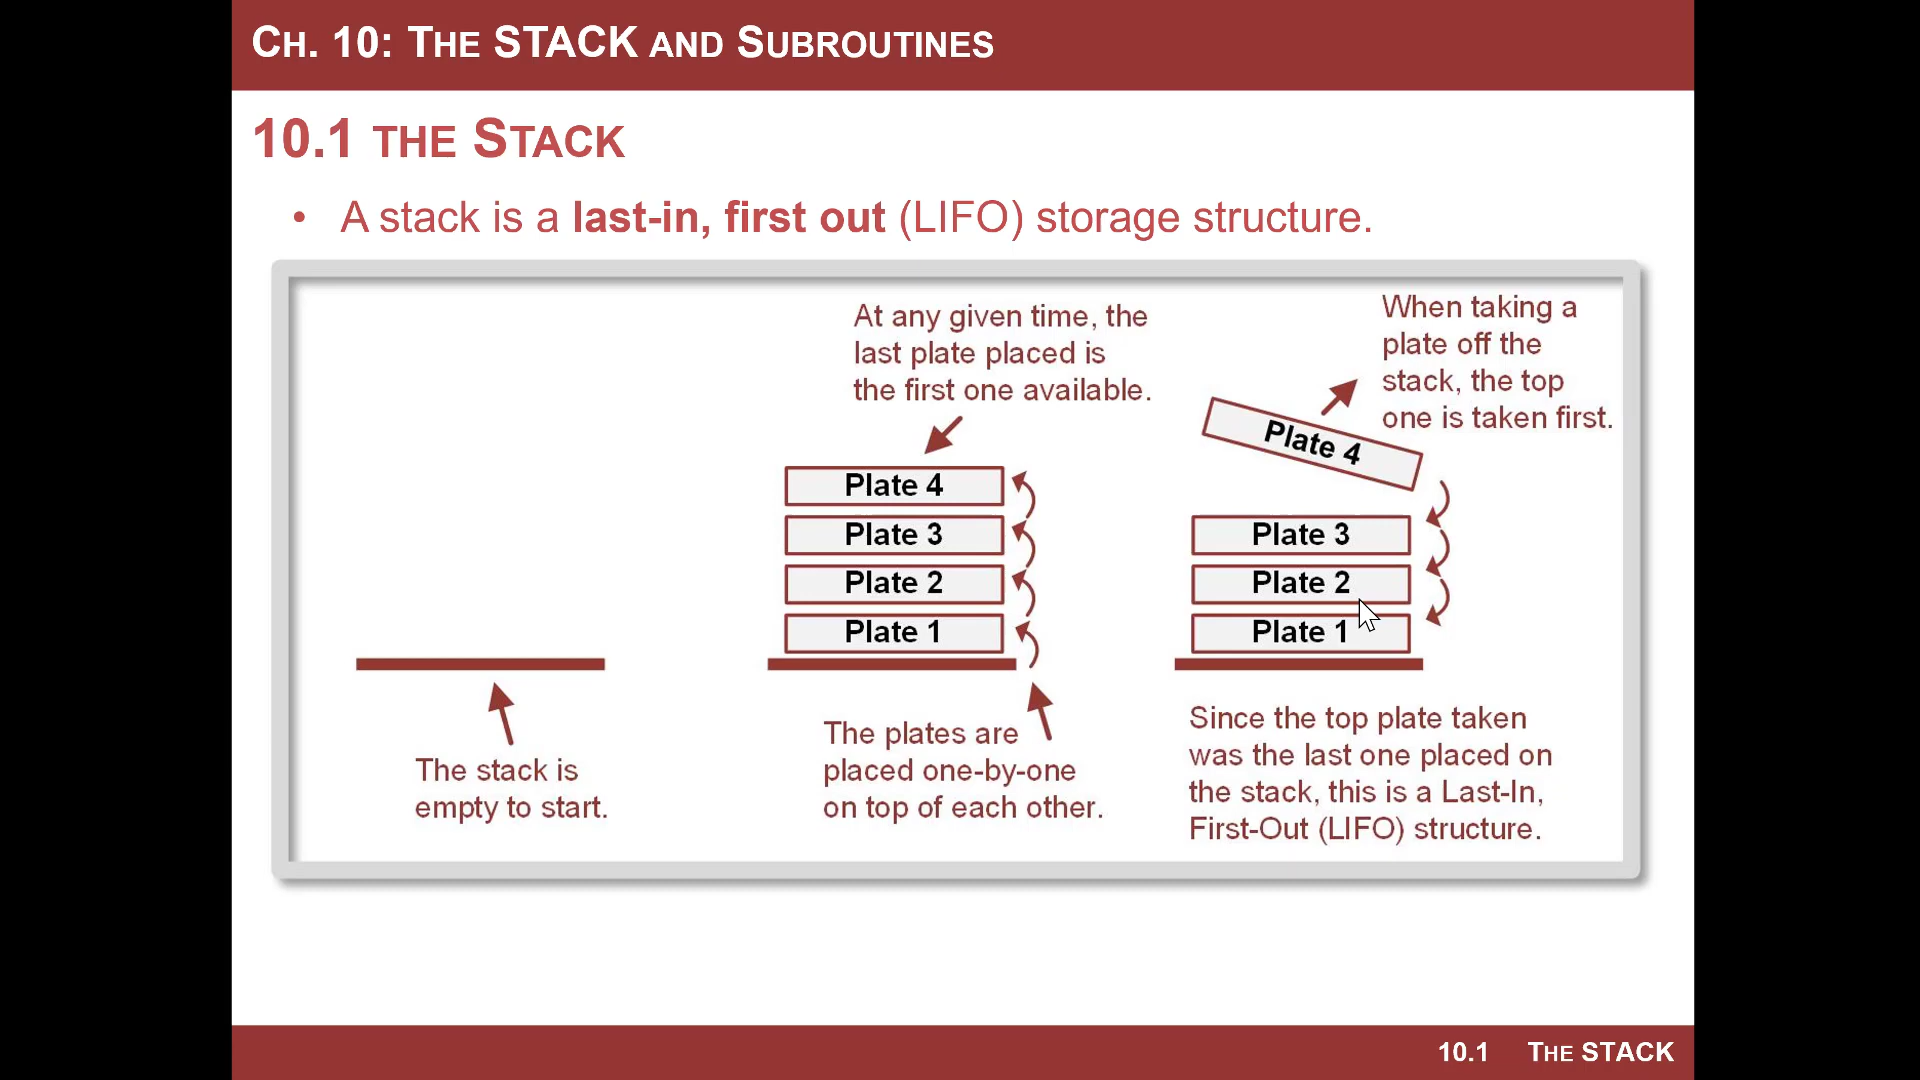 CH. 10: THE STACK AND SUBROUTINES
10.1 THE STACK
• A stack is a last-in, first out (LIFO) storage structure.
The stack is
empty to start.
At any given time, the
last plate placed is
the first one available.
Plate 4
Plate 3
Plate 2
Plate 1
The plates are
placed one-by-one
on top of each other.
When taking a
plate off the
stack, the top
one is taken first.
Plate 4
Plate 3
Plate 2
Plate 1
Since the top plate taken
was the last one placed on
the stack, this is a Last-In,
First-Out (LIFO) structure.
10.1 THE STACK